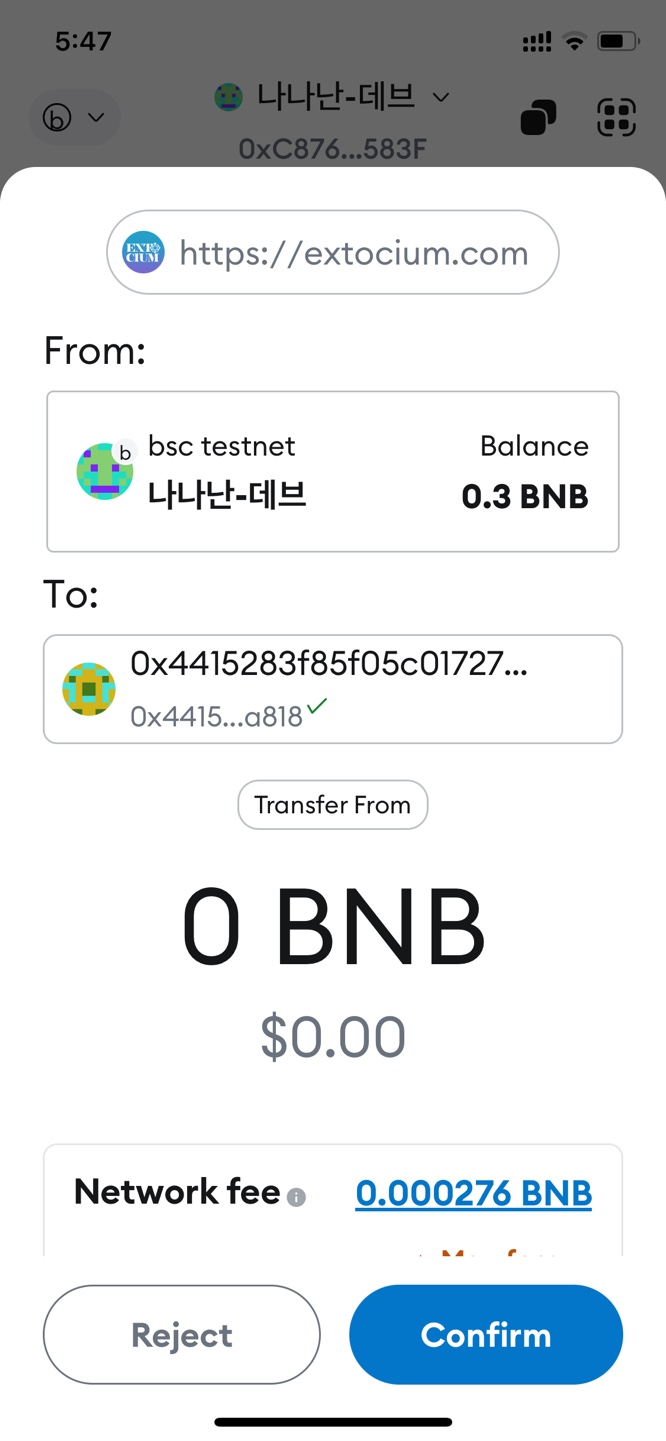 5:47
나나난-데브
0xC876...583F
EXTO
CIUM
https://extocium.com
From:
b
bsc testnet
Balance
나나난-데브
0.3 BNB
To:
0x4415283f85f05c01727...
0x4415...a818
Transfer From
0 BNB
$0.00
Network fee
0.000276 BNB
Reject
Confirm